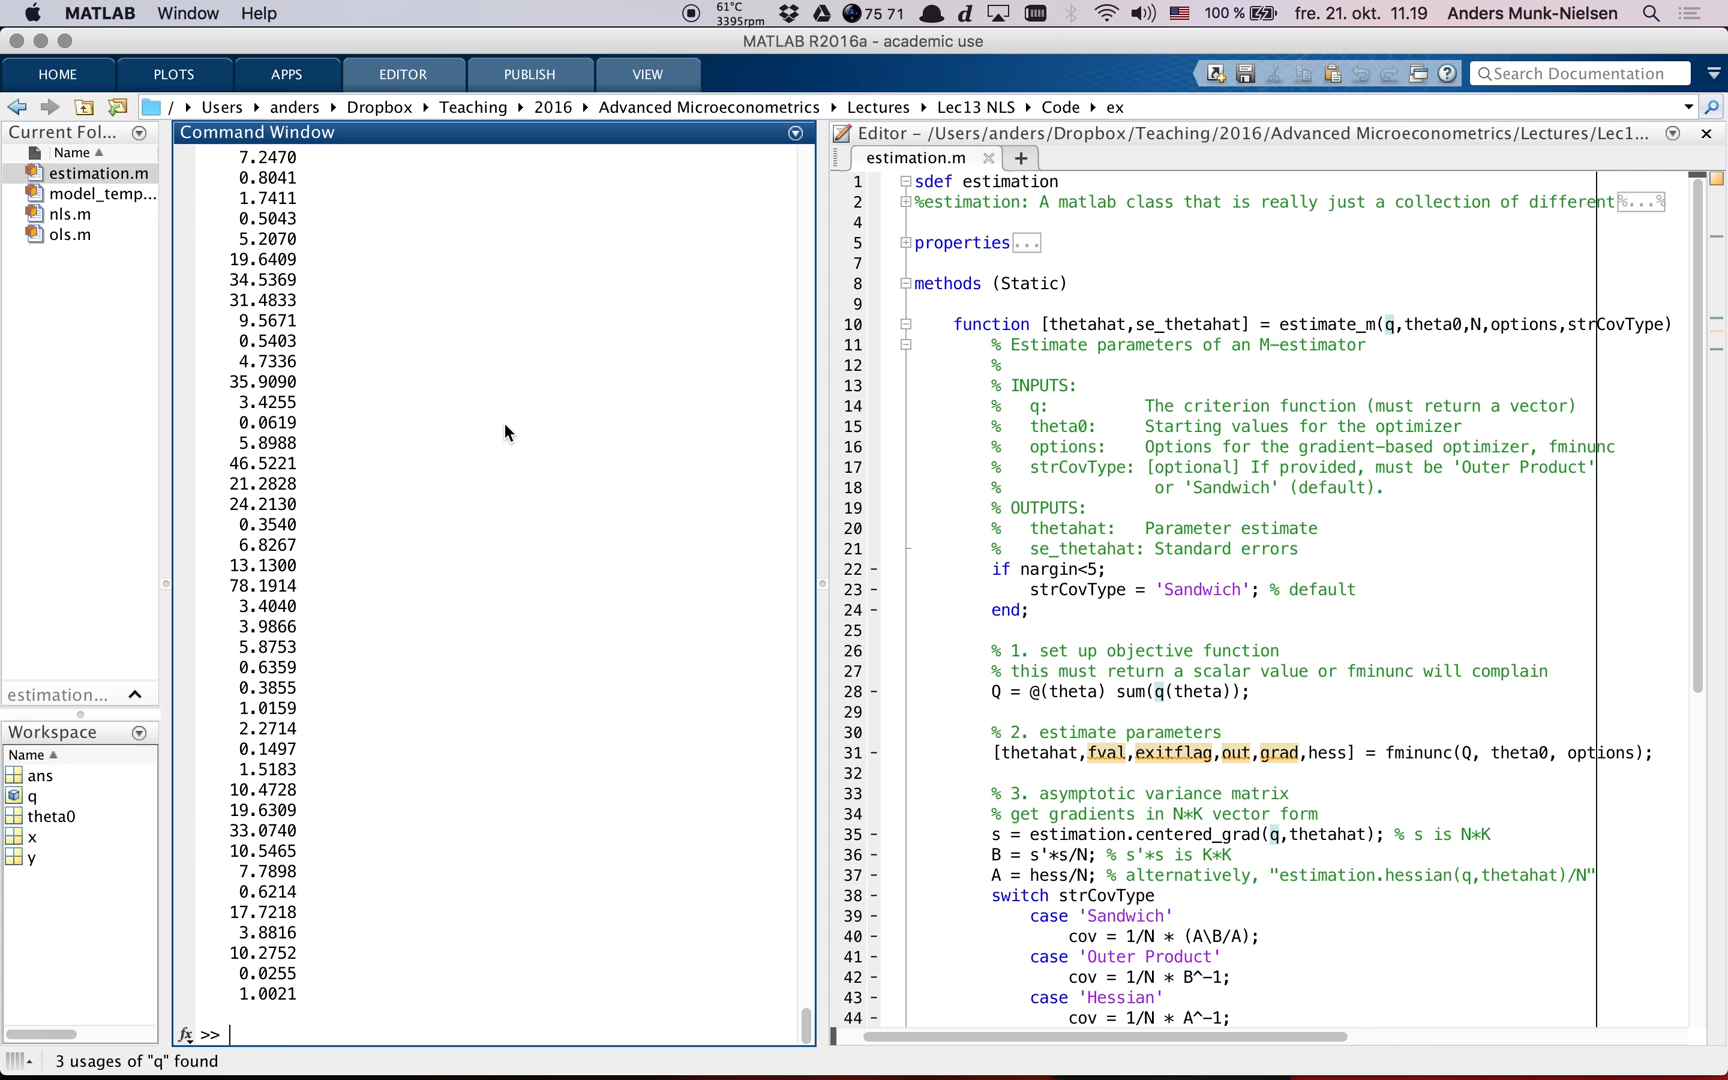 MATLAB Window Help
61°C
3395rpm
75 71
100 %
fre. 21. okt. 11.19 Anders Munk-Nielsen
MATLAB R2016a - academic use
HOME PLOTS APPS EDITOR PUBLISH VIEW
Search Documentation
/ Users anders Dropbox Teaching 2016 Advanced Microeconometrics Lectures Lec13 NLS Code ex
Current Fol...
Name
estimation.m
model_temp...
nls.m
ols.m
estimation...
Workspace
Name
ans
q
theta0
x
y
Command Window
7.2470
0.8041
1.7411
0.5043
5.2070
19.6409
34.5369
31.4833
9.5671
0.5403
4.7336
35.9090
3.4255
0.0619
5.8988
46.5221
21.2828
24.2130
0.3540
6.8267
13.1300
78.1914
3.4040
3.9866
5.8753
0.6359
0.3855
1.0159
2.2714
0.1497
1.5183
10.4728
19.6309
33.0740
10.5465
7.7898
0.6214
17.7218
3.8816
10.2752
0.0255
1.0021
fx >>
Editor - /Users/anders/Dropbox/Teaching/2016/Advanced Microeconometrics/Lectures/Lec1...
estimation.m
1 sdef estimation
2 %estimation: A matlab class that is really just a collection of different%...%
4
5 properties...
7
8 methods (Static)
9
10 function [thetahat,se_thetahat] = estimate_m(q,theta0,N,options,strCovType)
11 % Estimate parameters of an M-estimator
12 %
13 % INPUTS:
14 % q: The criterion function (must return a vector)
15 % theta0: Starting values for the optimizer
16 % options: Options for the gradient-based optimizer, fminunc
17 % strCovType: [optional] If provided, must be 'Outer Product'
18 % or 'Sandwich' (default).
19 % OUTPUTS:
20 % thetahat: Parameter estimate
21 % se_thetahat: Standard errors
22 - if nargin<5;
23 - strCovType = 'Sandwich'; % default
24 - end;
25
26 % 1. set up objective function
27 % this must return a scalar value or fminunc will complain
28 - Q = @(theta) sum(q(theta));
29
30 % 2. estimate parameters
31 - [thetahat,fval,exitflag,out,grad,hess] = fminunc(Q, theta0, options);
32
33 % 3. asymptotic variance matrix
34 % get gradients in N*K vector form
35 - s = estimation.centered_grad(q,thetahat); % s is N*K
36 - B = s'*s/N; % s'*s is K*K
37 - A = hess/N; % alternatively, "estimation.hessian(q,thetahat)/N"
38 - switch strCovType
39 - case 'Sandwich'
40 - cov = 1/N * (A\B/A);
41 - case 'Outer Product'
42 - cov = 1/N * B^-1;
43 - case 'Hessian'
44 - cov = 1/N * A^-1;
3 usages of "q" found